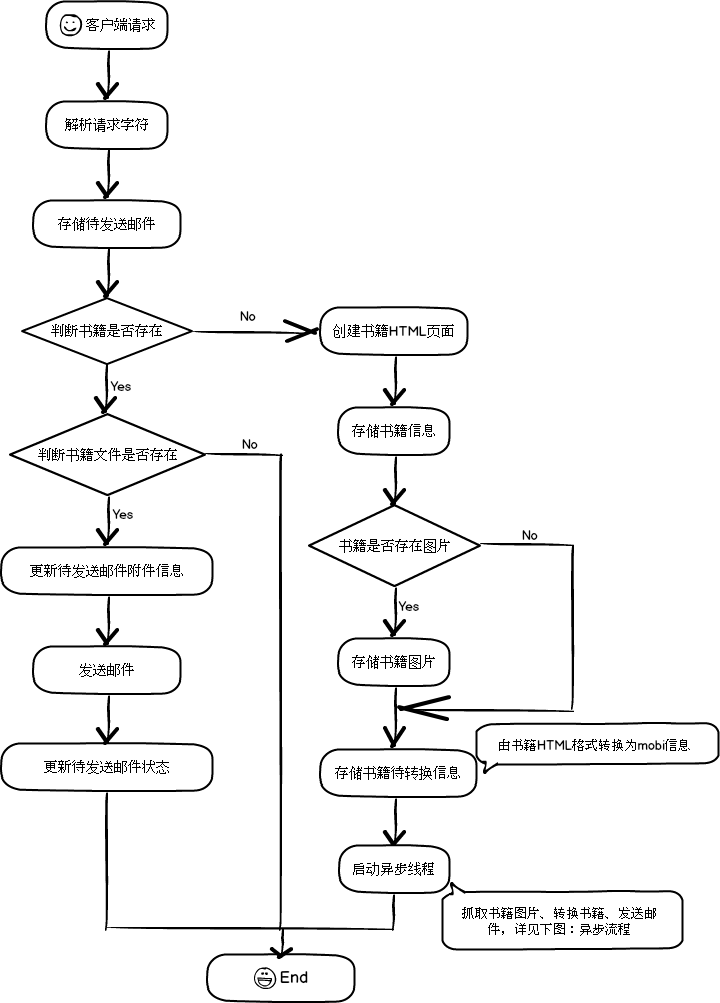 客户端请求
解析请求字符
存储待发送邮件
判断书籍是否存在
No
Yes
判断书籍文件是否存在
No
Yes
更新待发送邮件附件信息
发送邮件
更新待发送邮件状态
创建书籍HTML页面
存储书籍信息
书籍是否存在图片
No
Yes
存储书籍图片
由书籍HTML格式转换为mobi信息
存储书籍待转换信息
启动异步线程
抓取书籍图片、转换书籍、发送邮
件，详见下图：异步流程
End